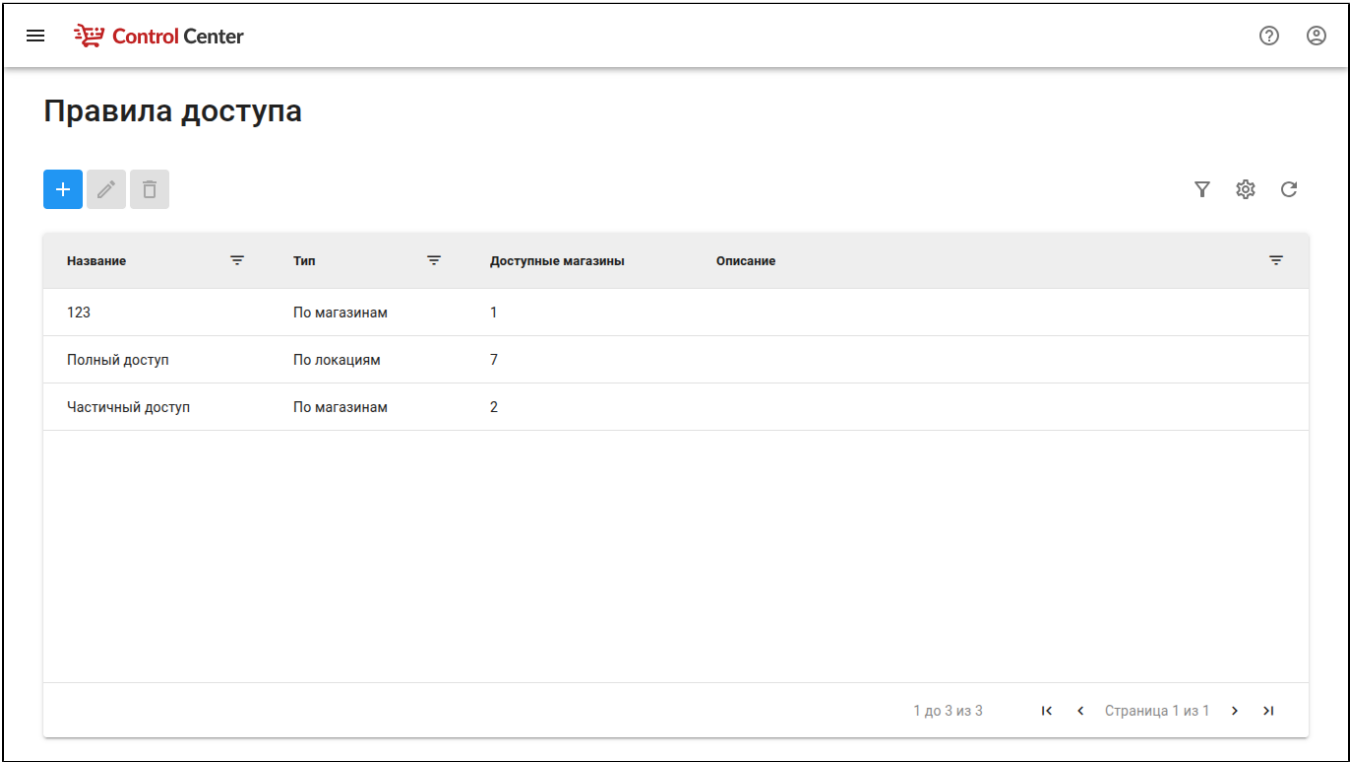 Control Center
Правила доступа
Название Тип Доступные магазины Описание
123 По магазинам 1
Полный доступ По локациям 7
Частичный доступ По магазинам 2
1 до 3 из 3 Страница 1 из 1